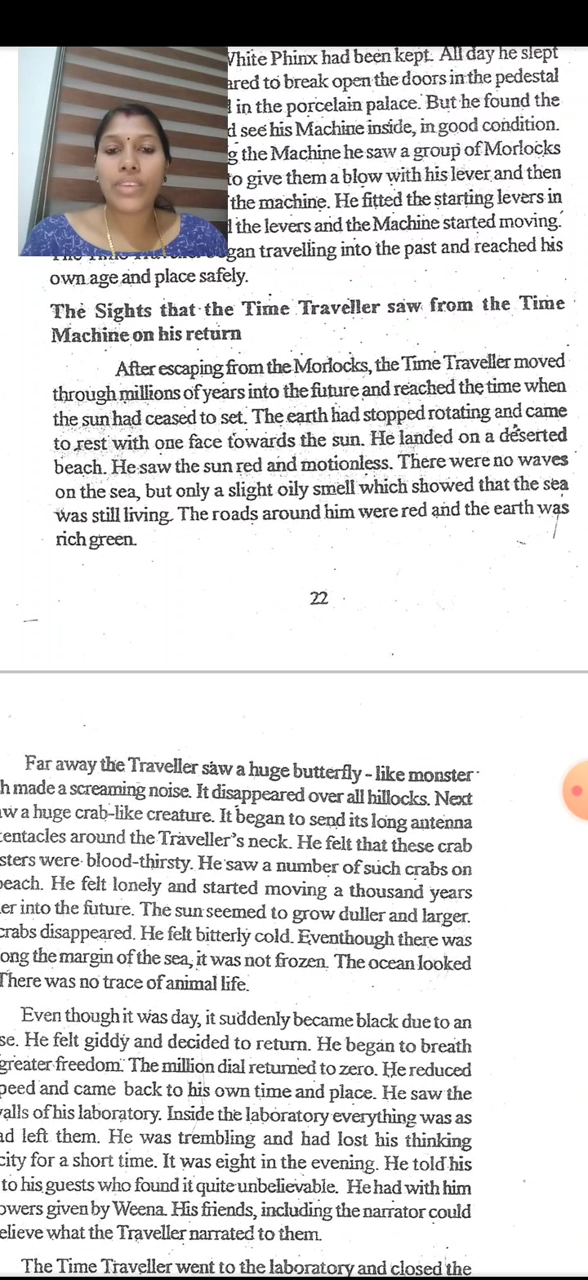 White Phinx had been kept. All day he slept
ared to break open the doors in the pedestal
in the porcelain palace. But he found the
d see his Machine inside, in good condition.
g the Machine he saw a group of Morlocks
to give them a blow with his lever and then
the machine. He fitted the starting levers in
the levers and the Machine started moving.
gan travelling into the past and reached his
own age and place safely.
The Sights that the Time Traveller saw from the Time
Machine on his return
After escaping from the Morlocks, the Time Traveller moved
through millions of years into the future and reached the time when
the sun had ceased to set. The earth had stopped rotating and came
to rest with one face towards the sun. He landed on a deserted
beach. He saw the sun red and motionless. There were no waves
on the sea, but only a slight oily smell which showed that the sea
was still living. The roads around him were red and the earth was
rich green.
22
Far away the Traveller saw a huge butterfly - like monster
h made a screaming noise. It disappeared over all hillocks. Next
w a huge crab-like creature. It began to send its long antenna
entacles around the Traveller's neck. He felt that these crab
sters were blood-thirsty. He saw a number of such crabs on
beach. He felt lonely and started moving a thousand years
er into the future. The sun seemed to grow duller and larger.
crabs disappeared. He felt bitterly cold. Eventhough there was
ong the margin of the sea, it was not frozen. The ocean looked
There was no trace of animal life.
Even though it was day, it suddenly became black due to an
se. He felt giddy and decided to return. He began to breath
greater freedom. The million dial returned to zero. He reduced
peed and came back to his own time and place. He saw the
alls of his laboratory. Inside the laboratory everything was as
ad left them. He was trembling and had lost his thinking
city for a short time. It was eight in the evening. He told his
to his guests who found it quite unbelievable. He had with him
owers given by Weena. His friends, including the narrator could
elieve what the Traveller narrated to them.
The Time Traveller went to the laboratory and closed the